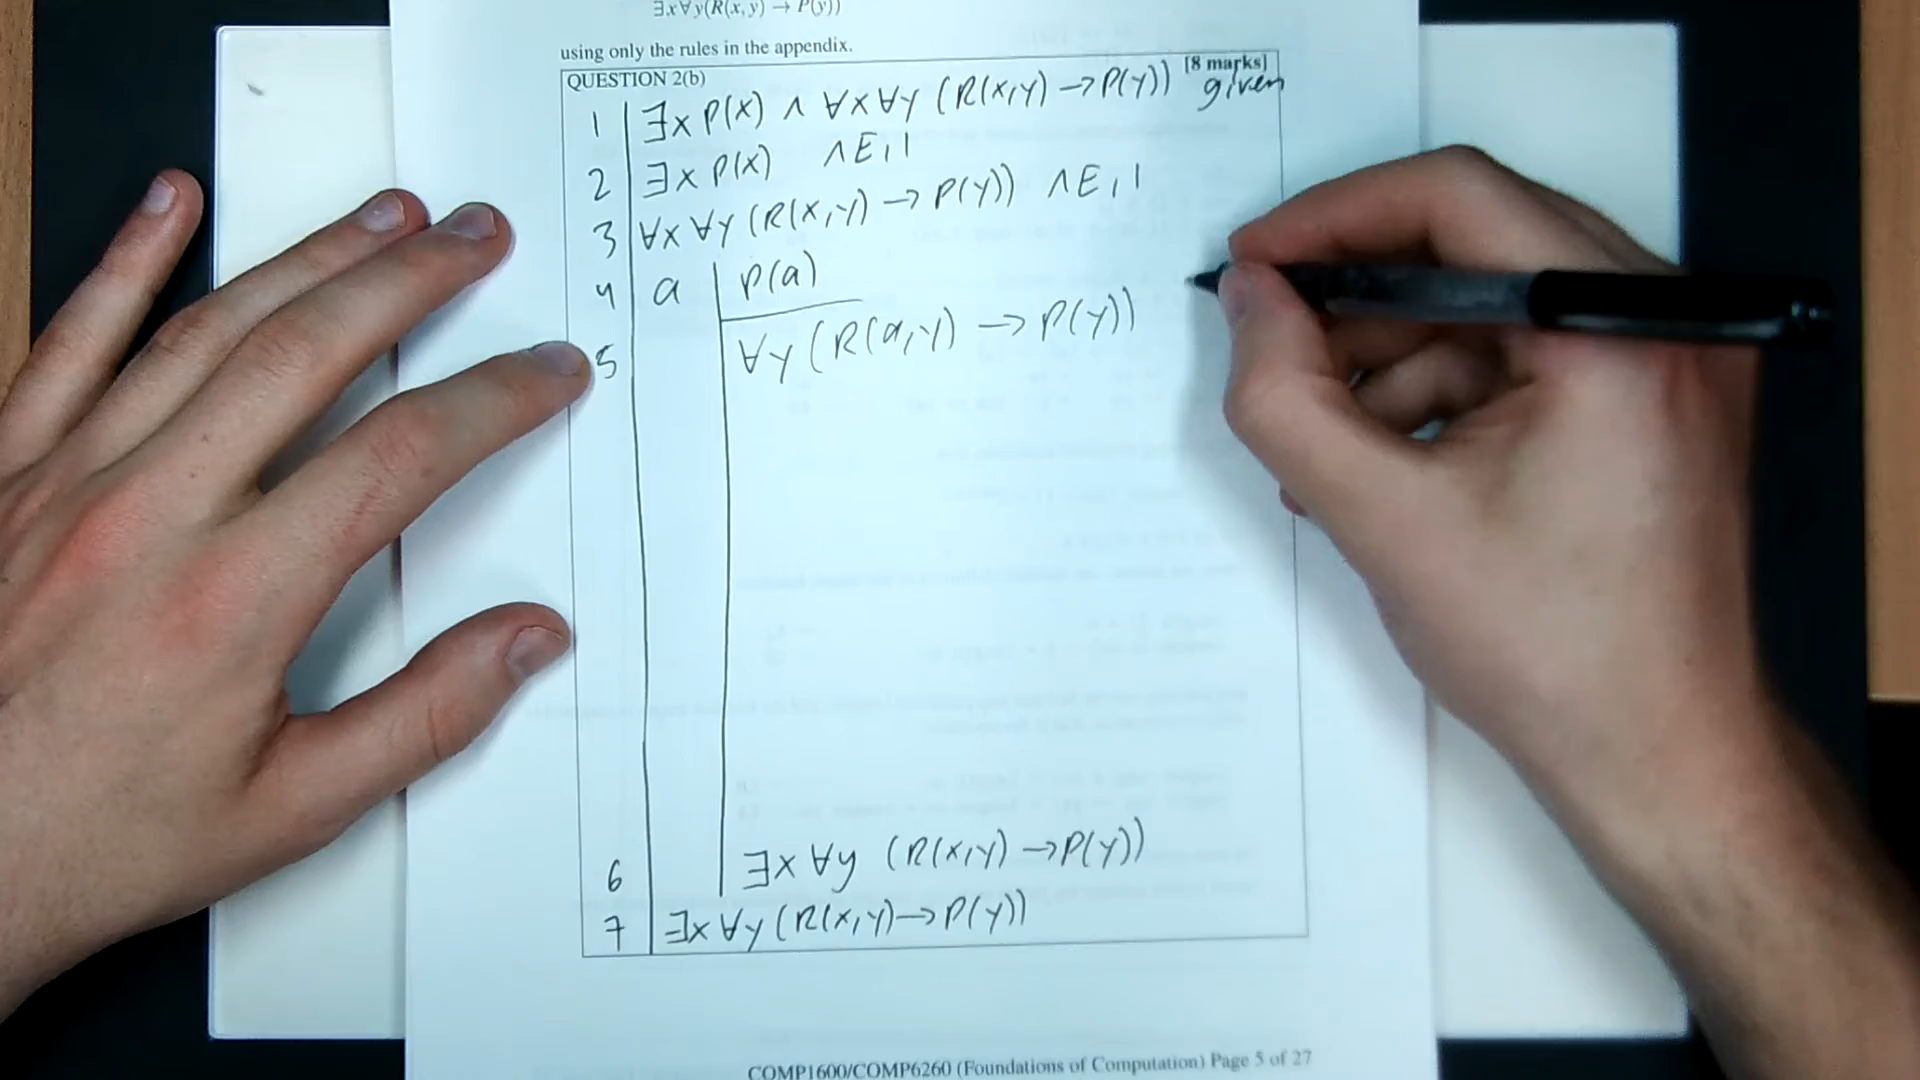 ∃x∀y(R(x, y) → P(y))
using only the rules in the appendix.
QUESTION 2(b) [8 marks]
1 ∃x P(x) ∧ ∀x ∀y (R(x,y) → P(y)) given
2 ∃x P(x) ∧E, 1
3 ∀x ∀y (R(x,y) → P(y)) ∧E, 1
4 a P(a)
5 ∀y (R(a,y) → P(y))
6 ∃x ∀y (R(x,y) → P(y))
7 ∃x ∀y (R(x,y) → P(y))
COMP1600/COMP6260 (Foundations of Computation) Page 5 of 27